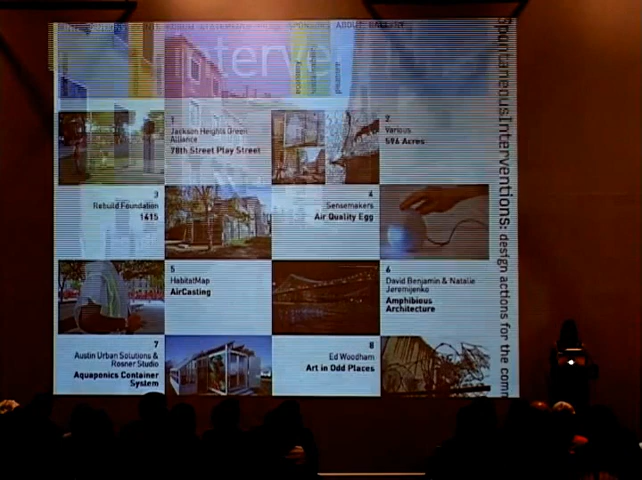 interve
1
Jackson Heights Green
Alliance
78th Street Play Street
2
Various
596 Acres
3
Rebuild Foundation
1415
4
Sensemakers
Air Quality Egg
5
HabitatMap
AirCasting
6
David Benjamin & Natalie
Jeremijenko
Amphibious
Architecture
7
Austin Urban Solutions &
Rosner Studio
Aquaponics Container
System
8
Ed Woodham
Art in Odd Places
SpontaneousInterventions: design actions for the comm